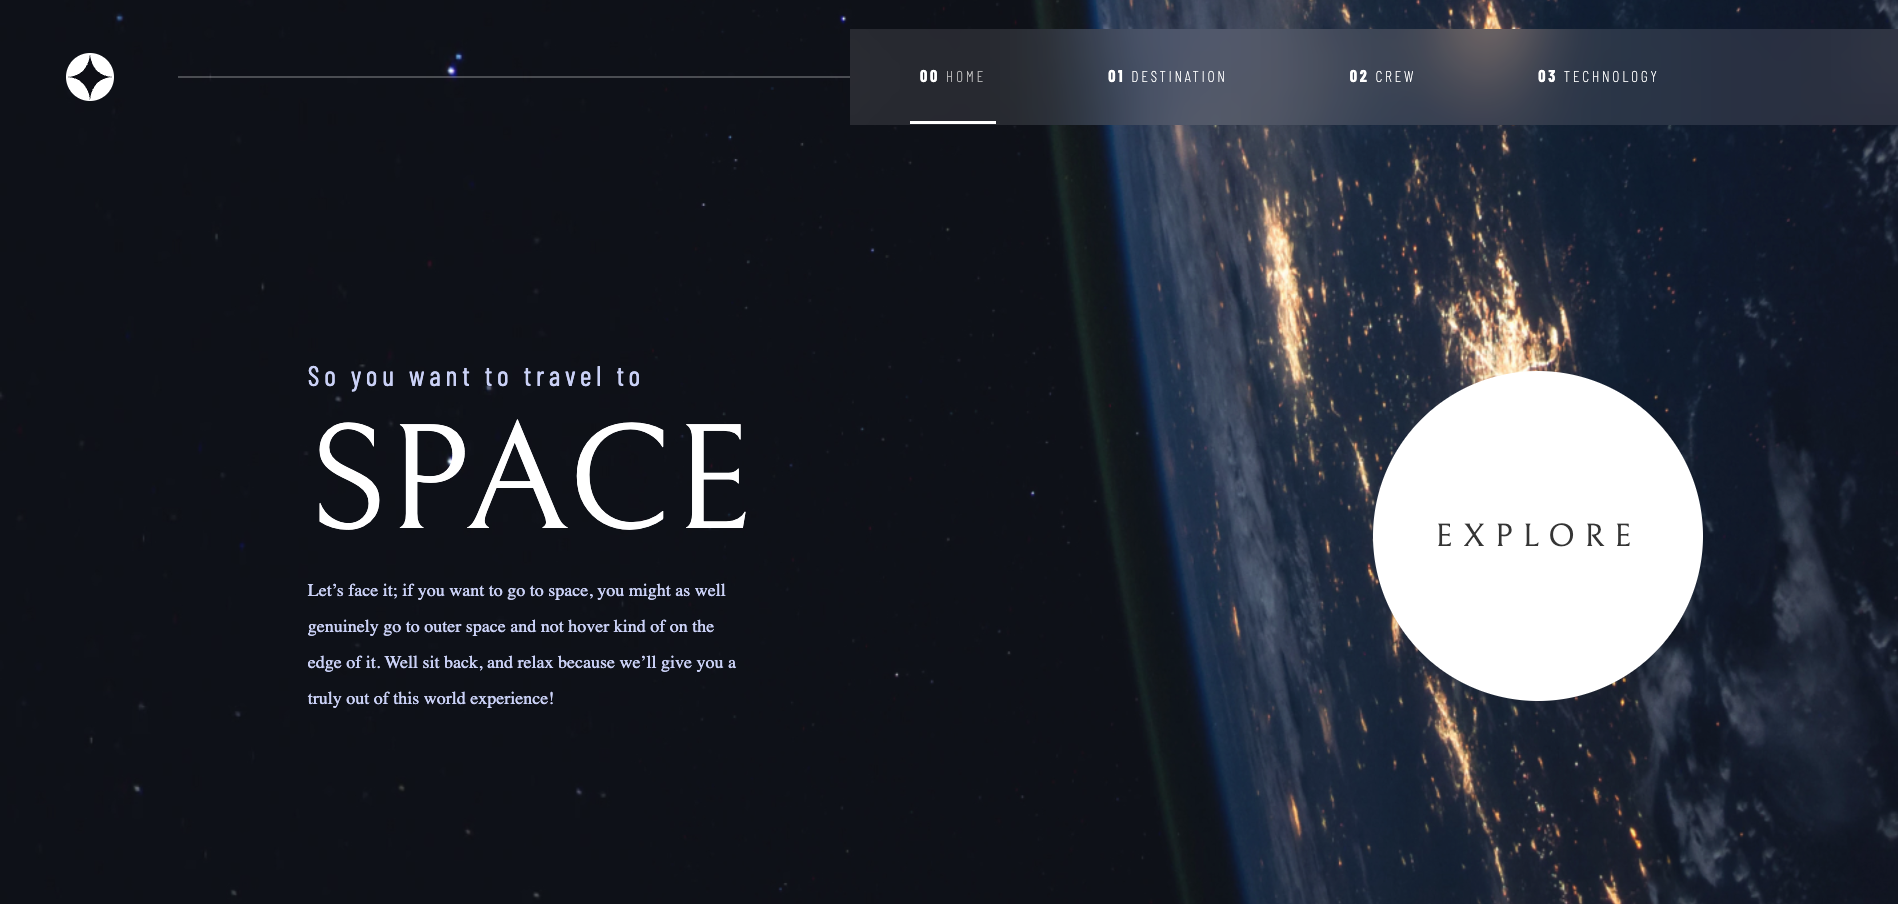 00 HOME 01 DESTINATION 02 CREW 03 TECHNOLOGY
So you want to travel to
SPACE
Let’s face it; if you want to go to space, you might as well
genuinely go to outer space and not hover kind of on the
edge of it. Well sit back, and relax because we’ll give you a
truly out of this world experience!
EXPLORE